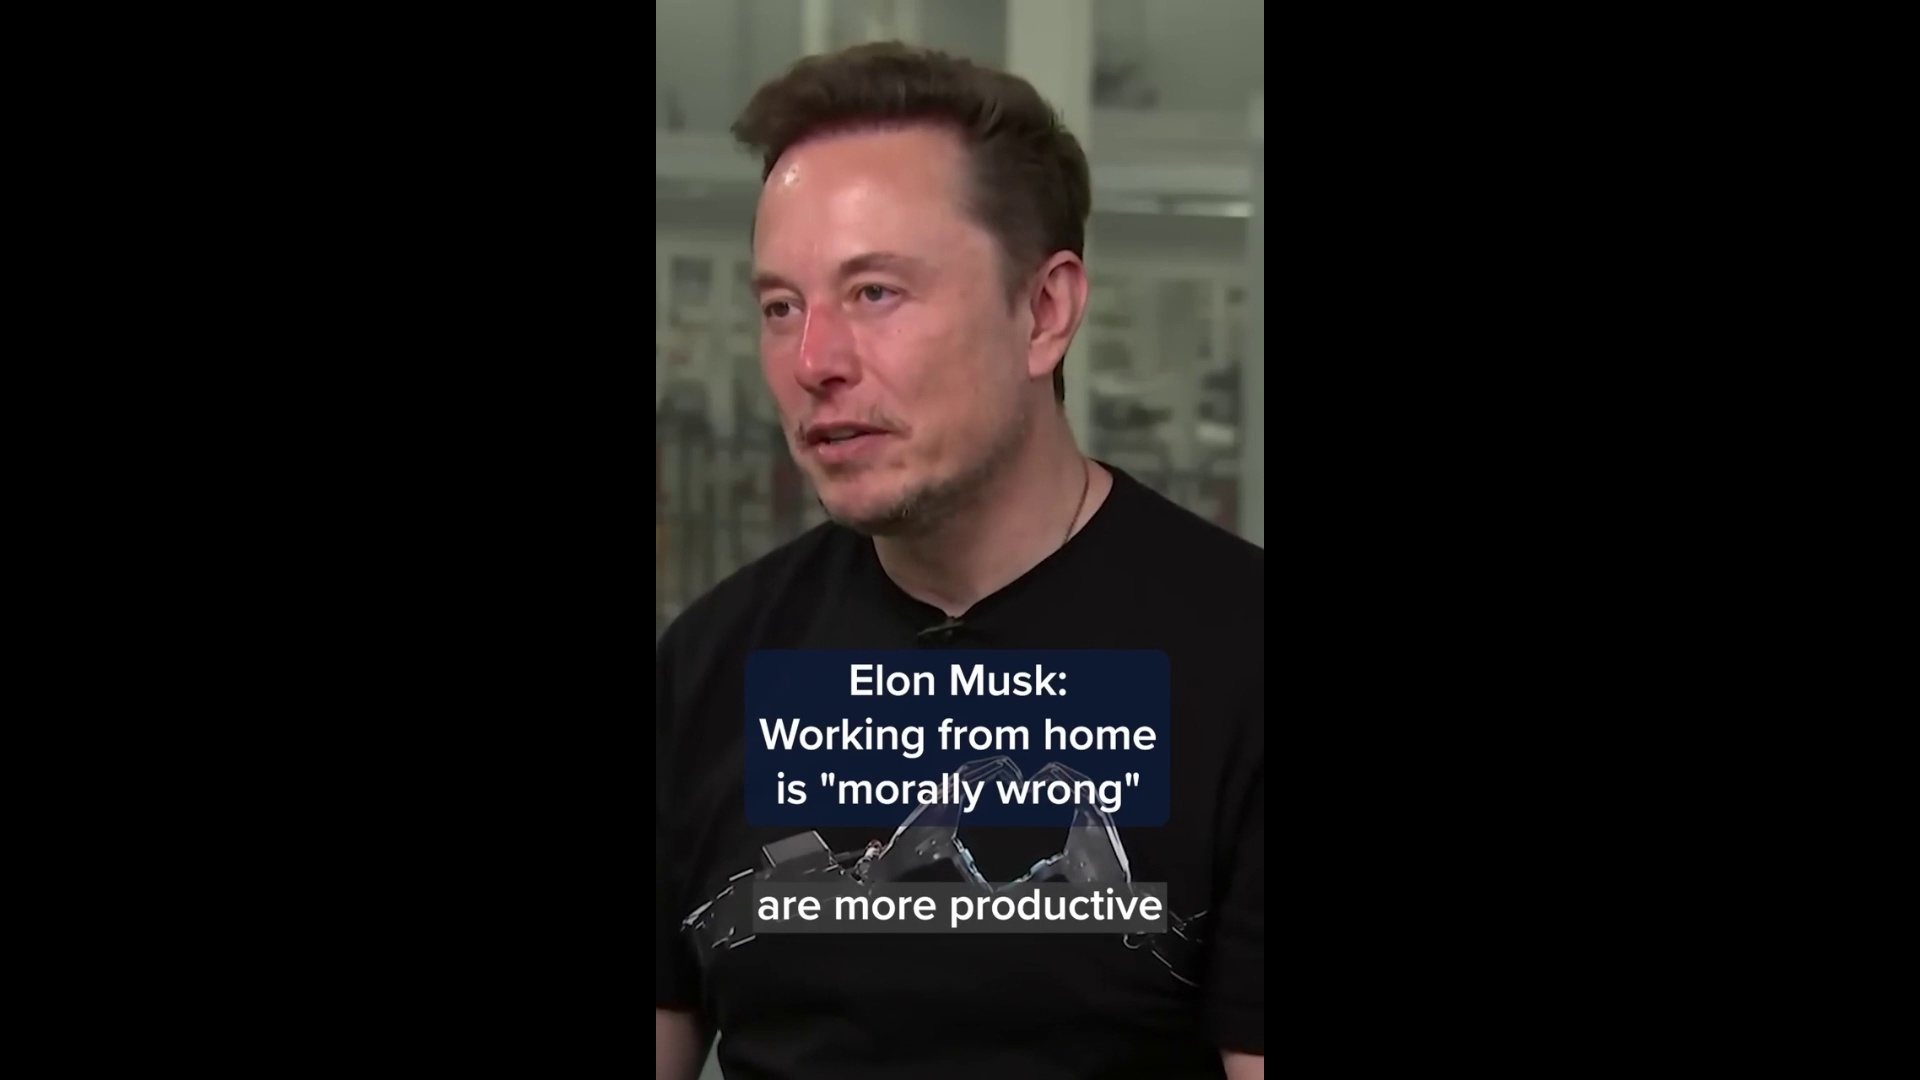 Elon Musk:
Working from home
is "morally wrong"
are more productive